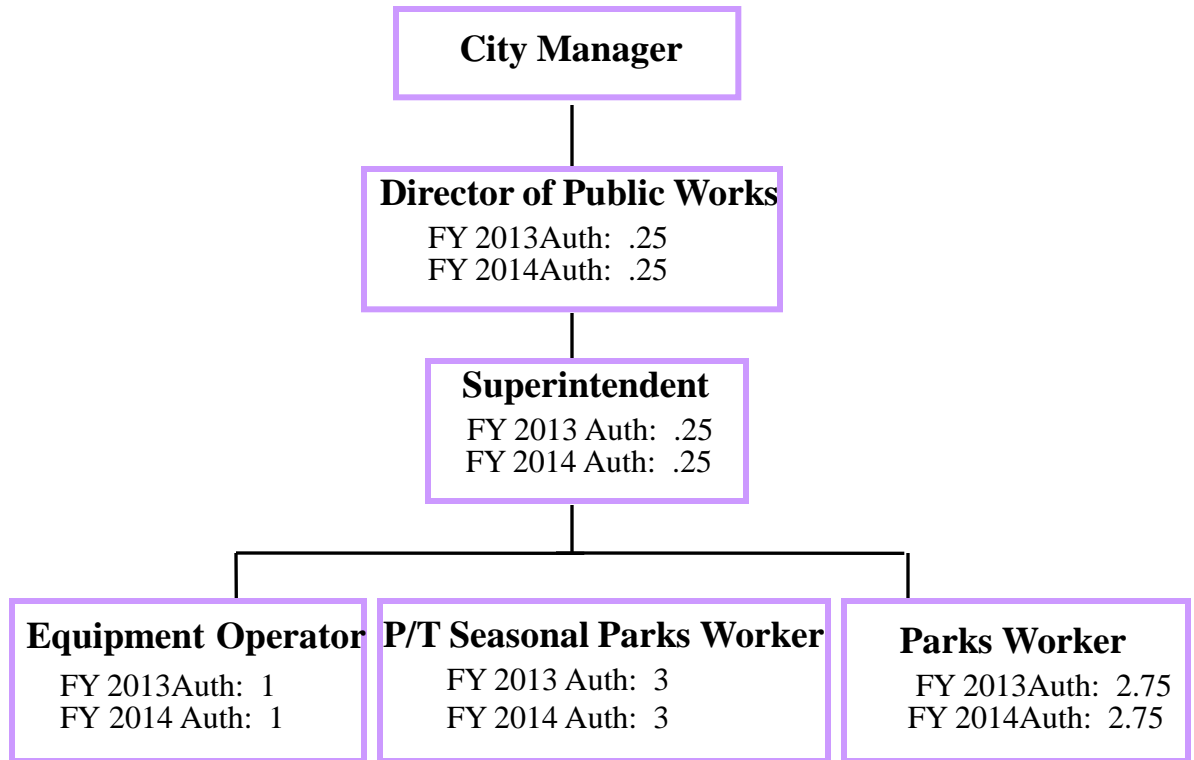 City Manager
Director of Public Works
FY 2013Auth: .25
FY 2014Auth: .25
Superintendent
FY 2013 Auth: .25
FY 2014 Auth: .25
Equipment Operator
FY 2013Auth: 1
FY 2014 Auth: 1
P/T Seasonal Parks Worker
FY 2013 Auth: 3
FY 2014 Auth: 3
Parks Worker
FY 2013Auth: 2.75
FY 2014Auth: 2.75